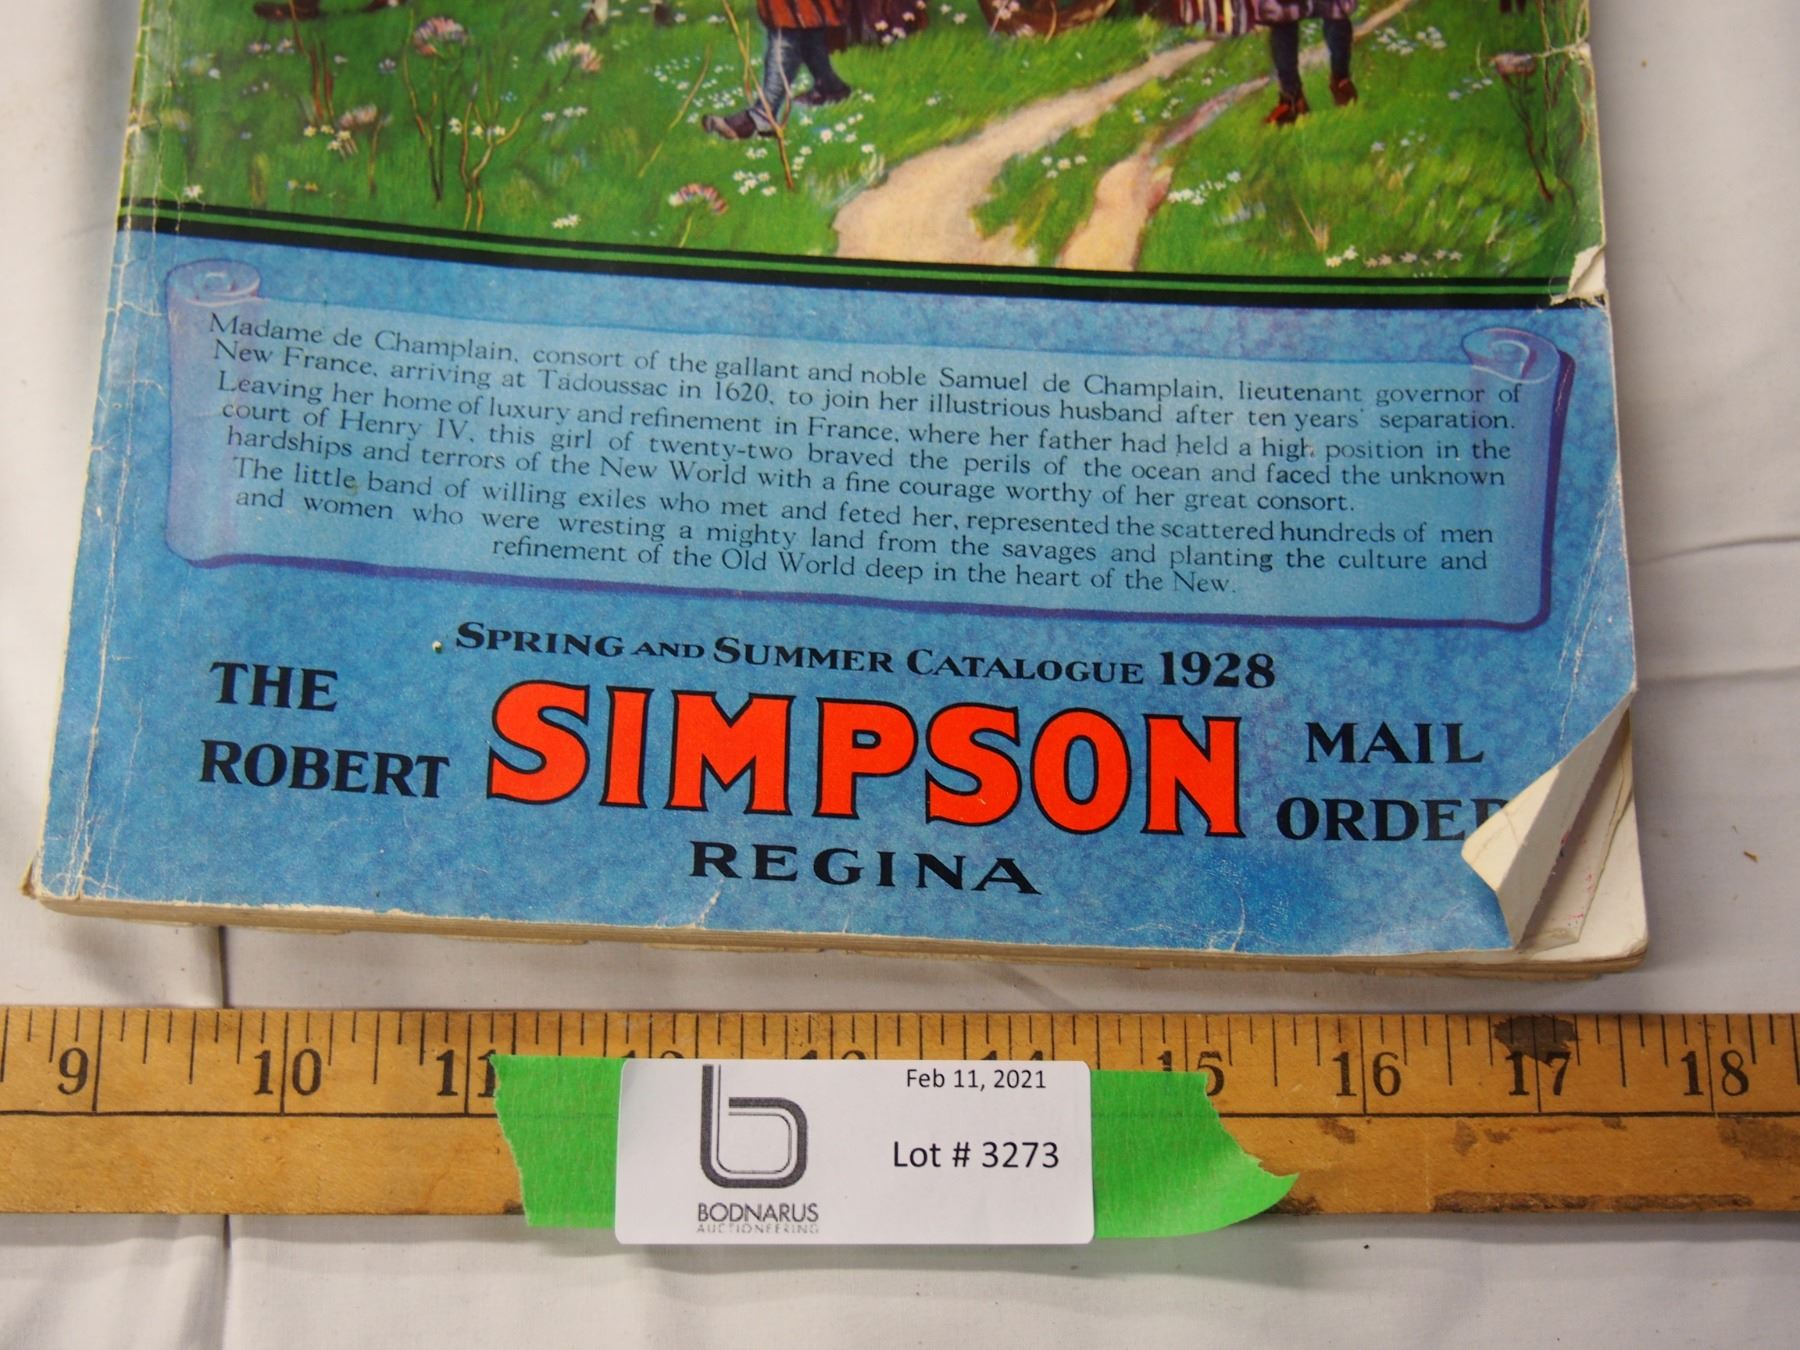 Madame de Champlain, consort of the gallant and noble Samuel de Champlain, lieutenant governor of
New France, arriving at Tadoussac in 1620, to join her illustrious husband after ten years' separation.
Leaving her home of luxury and refinement in France, where her father had held a high position in the
court of Henry IV, this girl of twenty-two braved the perils of the ocean and faced the unknown
hardships and terrors of the New World with a fine courage worthy of her great consort.
The little band of willing exiles who met and feted her, represented the scattered hundreds of men
and women who were wresting a mighty land from the savages and planting the culture and
refinement of the Old World deep in the heart of the New.
SPRING AND SUMMER CATALOGUE 1928
THE
ROBERT
SIMPSON
MAIL
ORDER
REGINA
9 10 11 12 13 14 15 16 17 18
Feb 11, 2021
Lot # 3273
BODNARUS
AUCTIONEERING